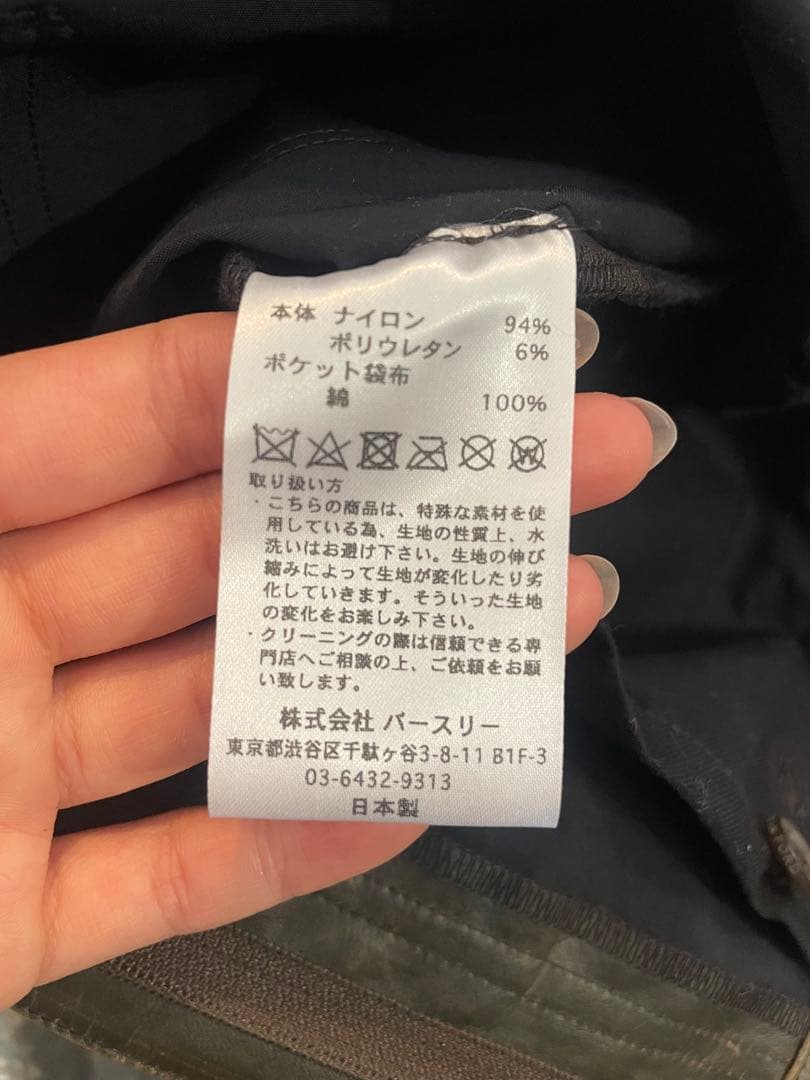 本体 ナイロン 94%
ポリウレタン 6%
ポケット袋布
綿 100%
取り扱い方
・こちらの商品は、特殊な素材を使
用している為、生地の性質上、水
洗いはお避け下さい。生地の伸び
縮みによって生地が変化したり劣
化していきます。そういった生地
の変化をお楽しみ下さい。
・クリーニングの際は信頼できる専
門店へご相談の上、ご依頼をお願
い致します。
株式会社 バースリー
東京都渋谷区千駄ヶ谷3-8-11 B1F-3
03-6432-9313
日本製